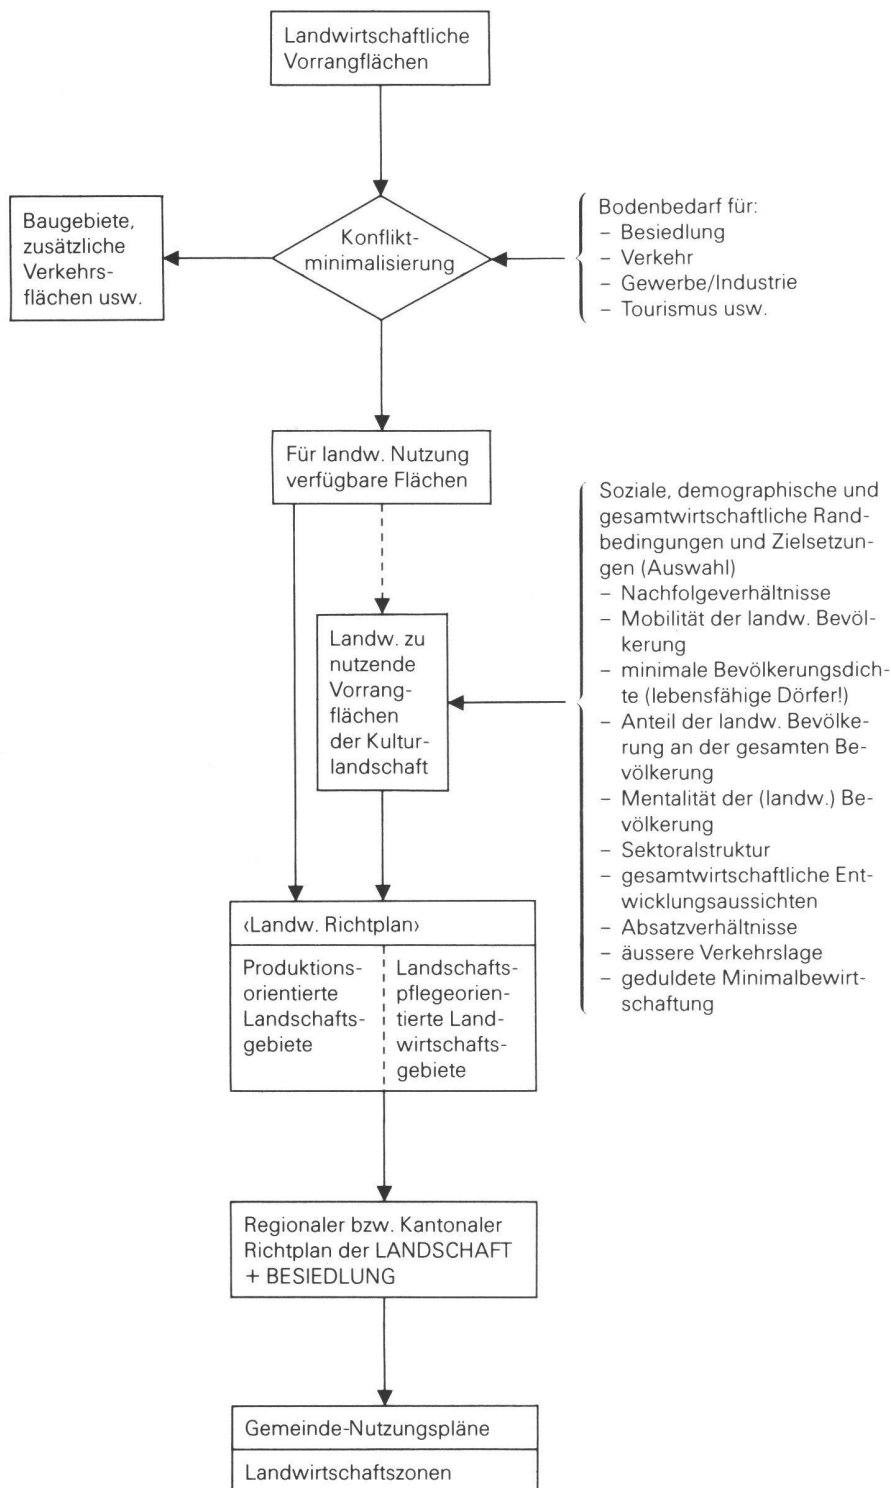 Landwirtschaftliche
Vorrangflächen
Baugebiete,
zusätzliche
Verkehrs-
flächen usw.
Konflikt-
minimalisierung
Bodenbedarf für:
– Besiedlung
– Verkehr
– Gewerbe/Industrie
– Tourismus usw.
Für landw. Nutzung
verfügbare Flächen
Soziale, demographische und
gesamtwirtschaftliche Rand-
bedingungen und Zielsetzun-
gen (Auswahl)
– Nachfolgeverhältnisse
– Mobilität der landw. Bevöl-
kerung
– minimale Bevölkerungsdich-
te (lebensfähige Dörfer!)
– Anteil der landw. Bevölke-
rung an der gesamten Be-
völkerung
– Mentalität der (landw.) Be-
völkerung
– Sektoralstruktur
– gesamtwirtschaftliche Ent-
wicklungsaussichten
– Absatzverhältnisse
– äussere Verkehrslage
– geduldete Minimalbewirt-
schaftung
Landw. zu
nutzende
Vorrang-
flächen
der Kultur-
landschaft
‹Landw. Richtplan›
Produktions-
orientierte
Landschafts-
gebiete
Landschafts-
pflegeorien-
tierte Land-
wirtschafts-
gebiete
Regionaler bzw. Kantonaler
Richtplan der LANDSCHAFT
+ BESIEDLUNG
Gemeinde-Nutzungspläne
Landwirtschaftszonen